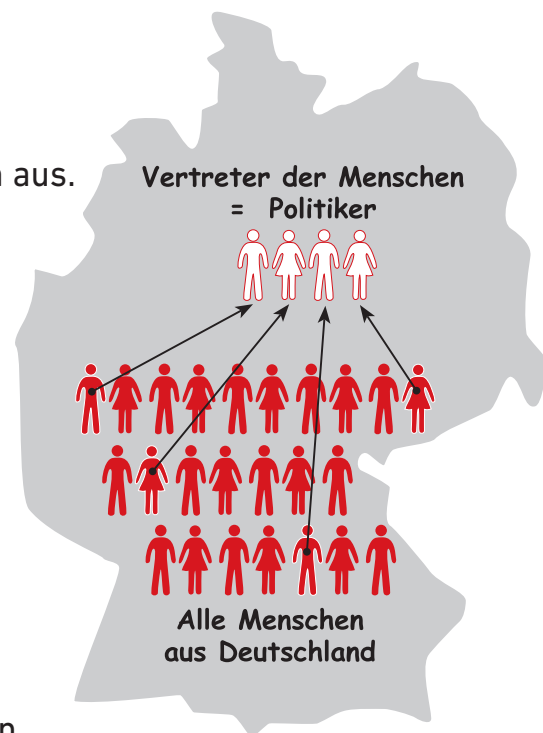 aus.
Vertreter der Menschen
= Politiker
Alle Menschen
aus Deutschland